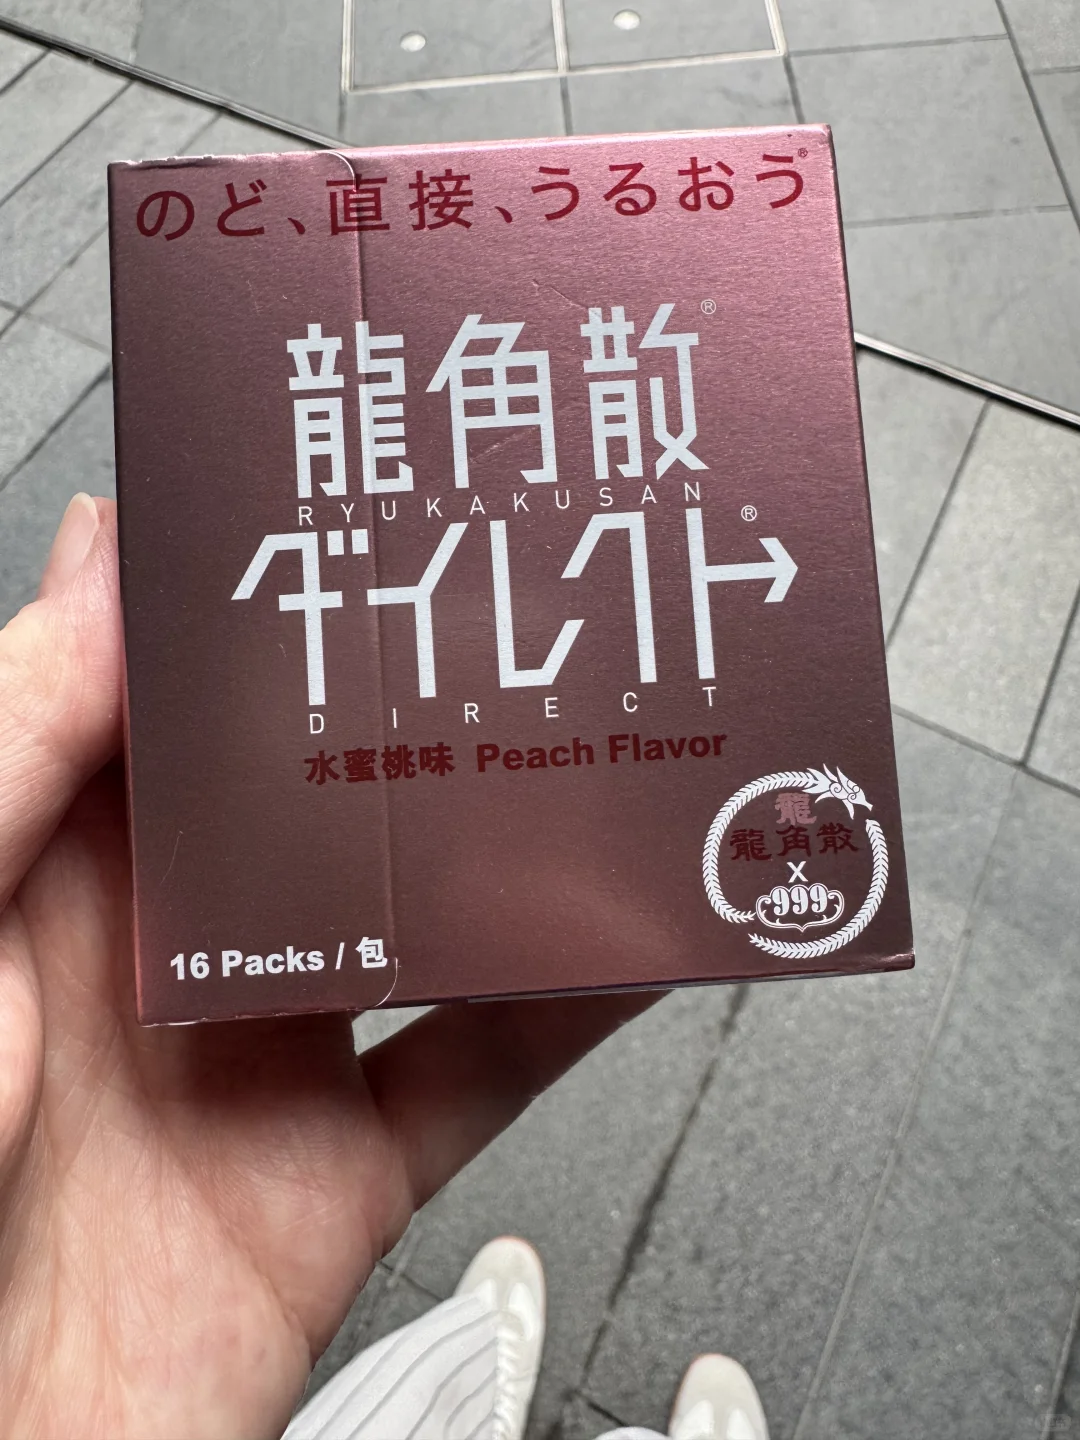 のど、直接、うるおう®
龍角散®
RYUKAKUSAN
ダイレクト®
DIRECT
水蜜桃味 Peach Flavor
龍
龍角散
X
999
16 Packs / 包